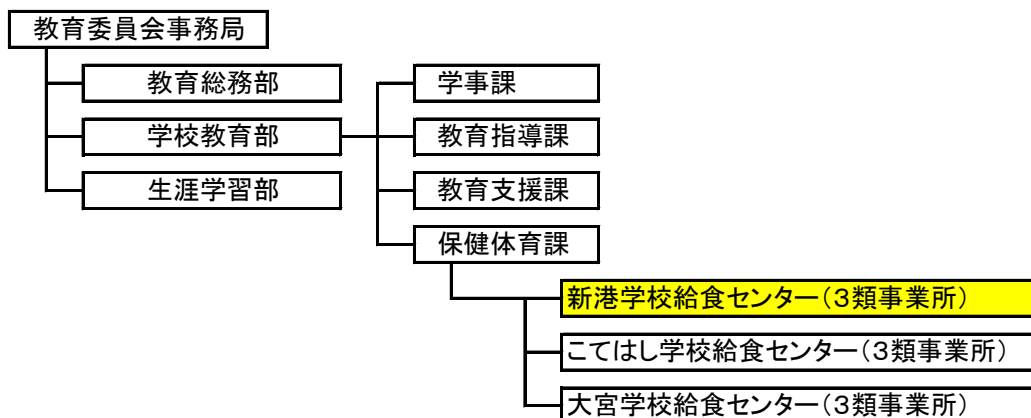 教育委員会事務局
教育総務部
学事課
学校教育部
教育指導課
生涯学習部
教育支援課
保健体育課
新港学校給食センター(3類事業所)
こてはし学校給食センター(3類事業所)
大宮学校給食センター(3類事業所)